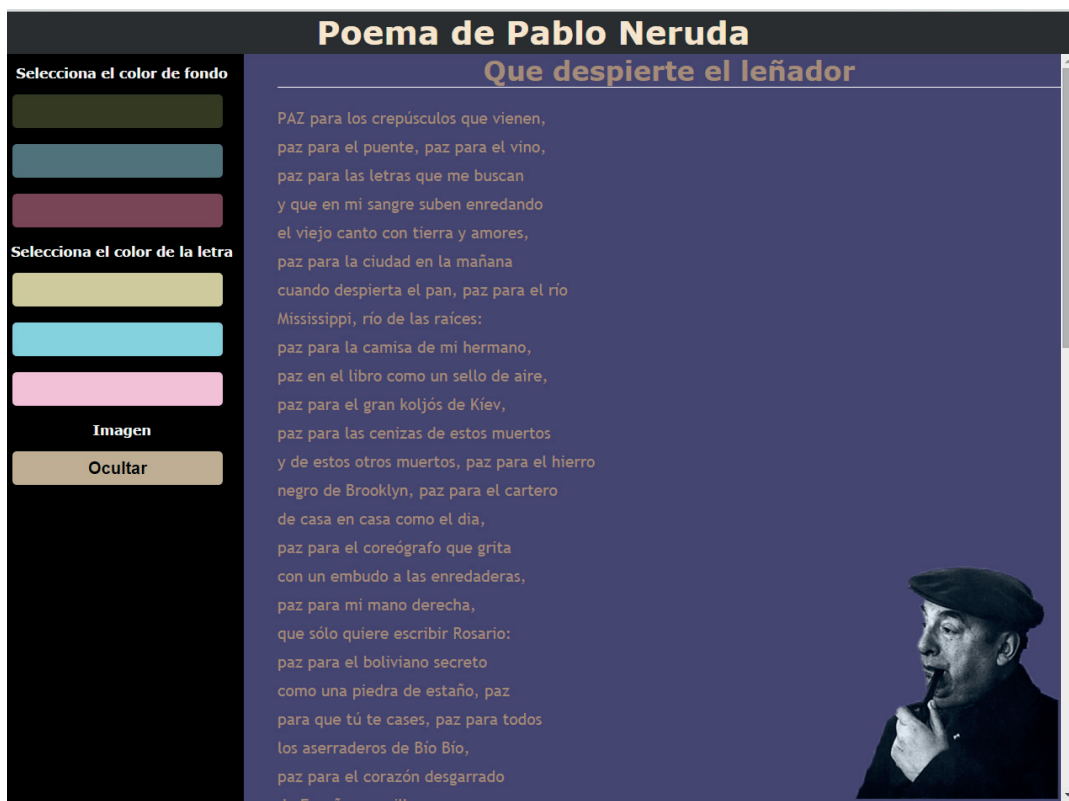 Poema de Pablo Neruda
Selecciona el color de fondo
Selecciona el color de la letra
Imagen
Ocultar
Que despierte el leñador
PAZ para los crepúsculos que vienen,
paz para el puente, paz para el vino,
paz para las letras que me buscan
y que en mi sangre suben enredando
el viejo canto con tierra y amores,
paz para la ciudad en la mañana
cuando despierta el pan, paz para el río
Mississippi, río de las raíces:
paz para la camisa de mi hermano,
paz en el libro como un sello de aire,
paz para el gran koljós de Kíev,
paz para las cenizas de estos muertos
y de estos otros muertos, paz para el hierro
negro de Brooklyn, paz para el cartero
de casa en casa como el dia,
paz para el coreógrafo que grita
con un embudo a las enredaderas,
paz para mi mano derecha,
que sólo quiere escribir Rosario:
paz para el boliviano secreto
como una piedra de estaño, paz
para que tú te cases, paz para todos
los aserraderos de Bío Bío,
paz para el corazón desgarrado